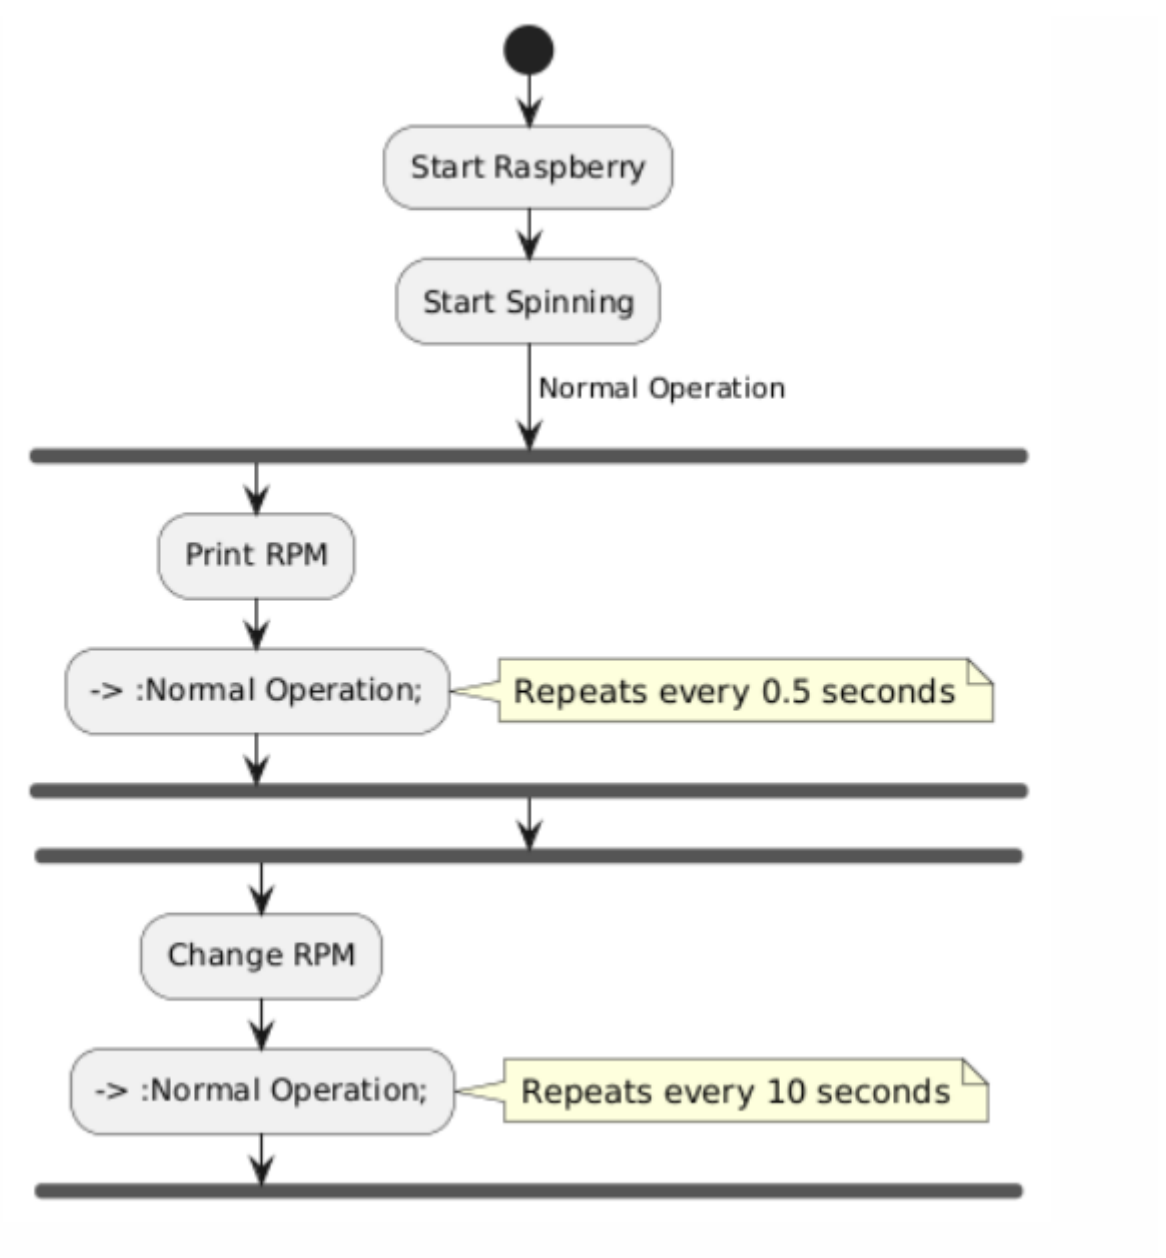 Start Raspberry
Start Spinning
Normal Operation
Print RPM
-> :Normal Operation;
Repeats every 0.5 seconds
Change RPM
-> :Normal Operation;
Repeats every 10 seconds